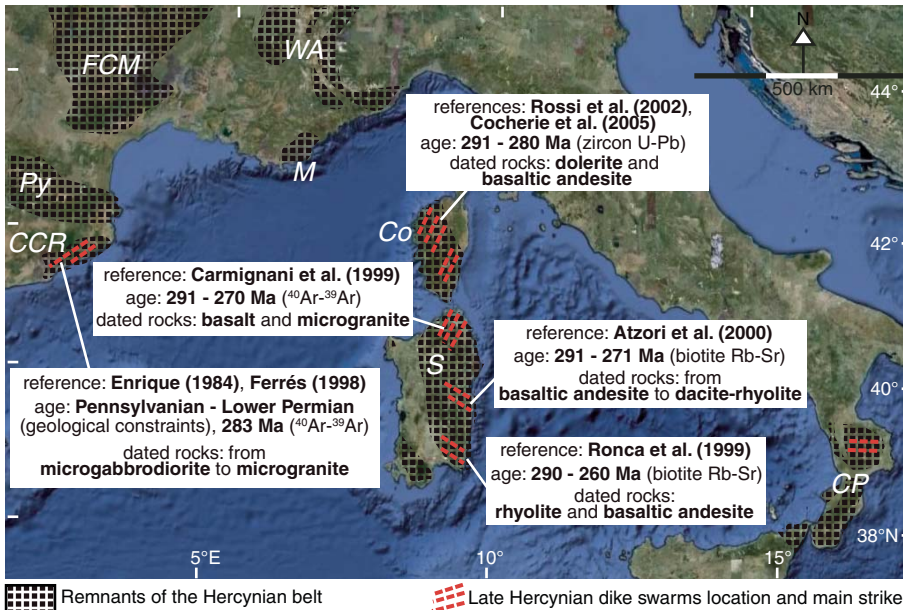 FCM
WA
N
500 km
44°
references: Rossi et al. (2002),
Cocherie et al. (2005)
age: 291 - 280 Ma (zircon U-Pb)
dated rocks: dolerite and
basaltic andesite
M
Py
CCR
Co
42°
reference: Carmignani et al. (1999)
age: 291 - 270 Ma (⁴⁰Ar-³⁹Ar)
dated rocks: basalt and microgranite
reference: Atzori et al. (2000)
age: 291 - 271 Ma (biotite Rb-Sr)
dated rocks: from
basaltic andesite to dacite-rhyolite
S
40°
reference: Enrique (1984), Ferrés (1998)
age: Pennsylvanian - Lower Permian
(geological constraints), 283 Ma (⁴⁰Ar-³⁹Ar)
dated rocks: from
microgabbrodiorite to microgranite
reference: Ronca et al. (1999)
age: 290 - 260 Ma (biotite Rb-Sr)
dated rocks:
rhyolite and basaltic andesite
CP
38°N
5°E
10°
15°
Remnants of the Hercynian belt
Late Hercynian dike swarms location and main strike